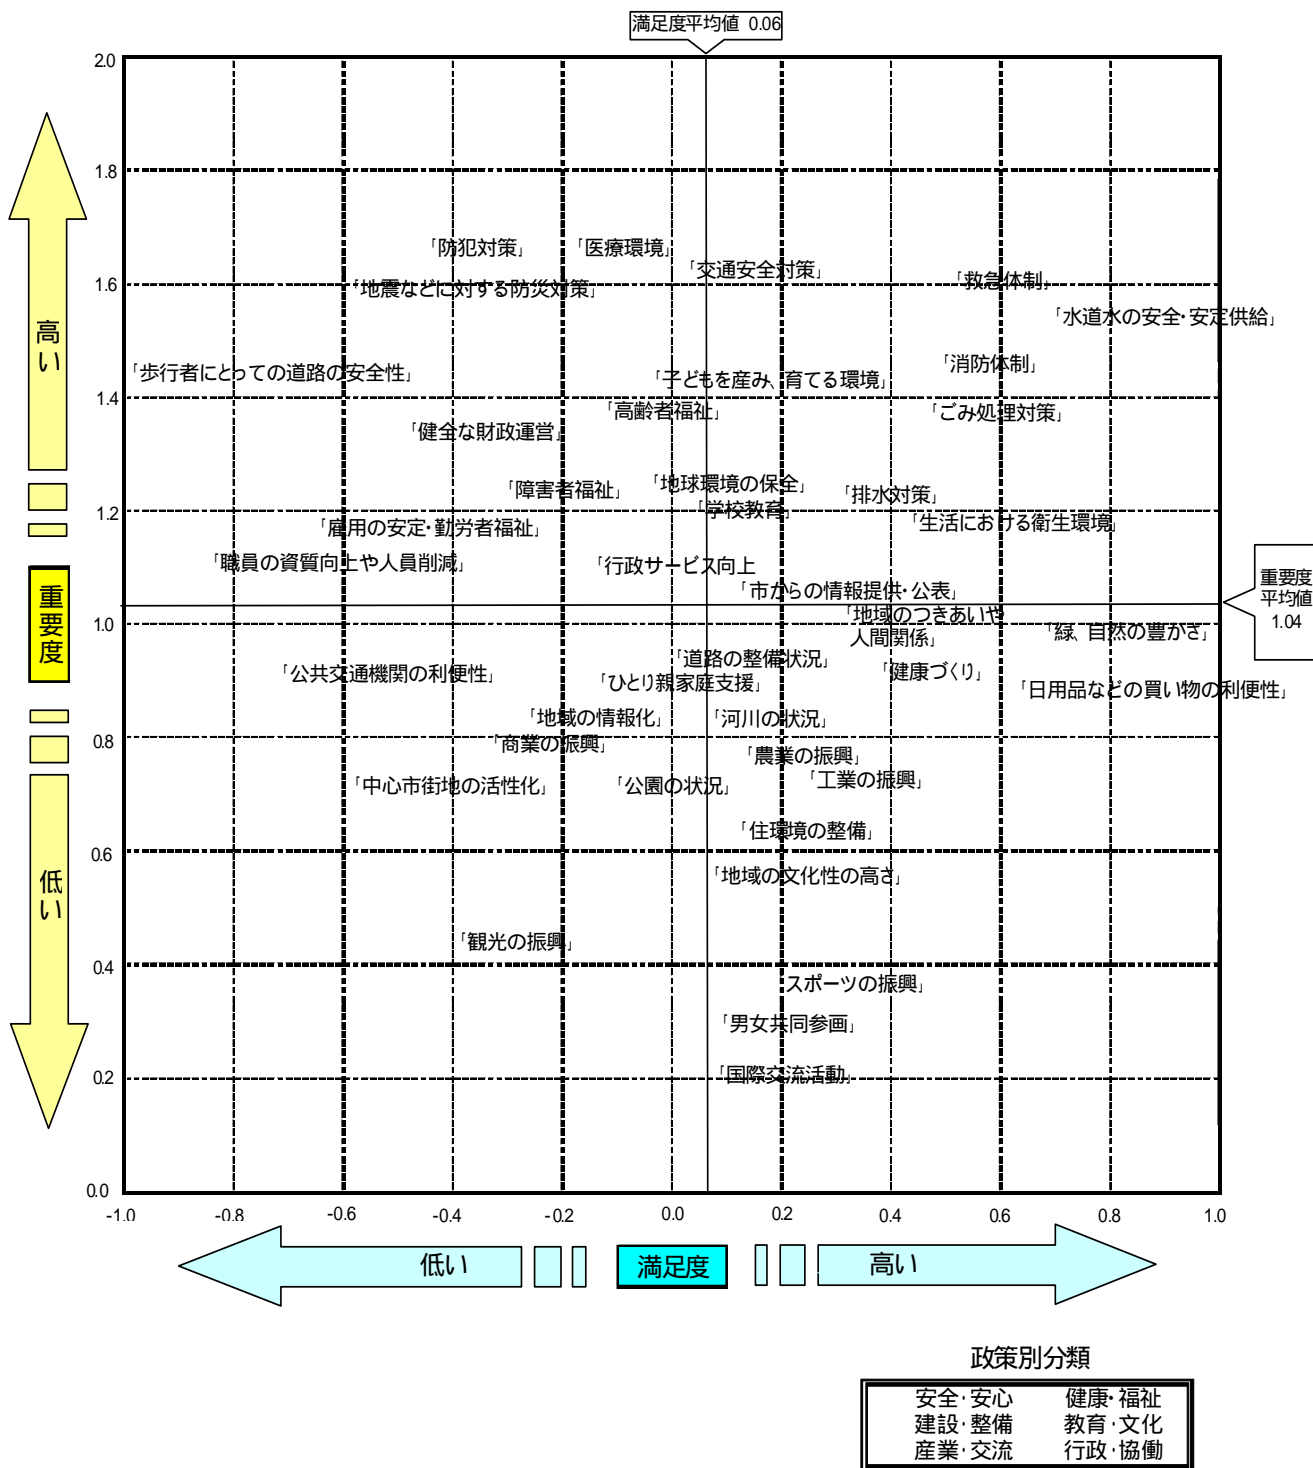 満足度平均値 0.06
2.0
1.8
「防犯対策」
「医療環境」
「交通安全対策」
「救急体制」
1.6
「地震などに対する防災対策」
「水道水の安全・安定供給」
高い
「歩行者にとっての道路の安全性」
「子どもを産み、育てる環境」
「消防体制」
1.4
「高齢者福祉」
「ごみ処理対策」
「健全な財政運営」
「障害者福祉」
「地球環境の保全」
「排水対策」
1.2
「学校教育」
「雇用の安定・勤労者福祉」
「生活における衛生環境」
「職員の資質向上や人員削減」
「行政サービス向上
「市からの情報提供・公表」
重要度
平均値
1.04
重要度
1.0
「地域のつきあいや
人間関係」
「緑、自然の豊かさ」
「道路の整備状況」
「公共交通機関の利便性」
「ひとり親家庭支援」
「健康づくり」
「日用品などの買い物の利便性」
「地域の情報化」
「河川の状況」
0.8
「商業の振興」
「農業の振興」
「中心市街地の活性化」
「公園の状況」
「工業の振興」
「住環境の整備」
0.6
低い
「地域の文化性の高さ」
「観光の振興」
0.4
スポーツの振興」
「男女共同参画」
0.2
「国際交流活動」
0.0
-1.0 -0.8 -0.6 -0.4 -0.2 0.0 0.2 0.4 0.6 0.8 1.0
低い 満足度 高い
政策別分類
安全・安心 健康・福祉
建設・整備 教育・文化
産業・交流 行政・協働